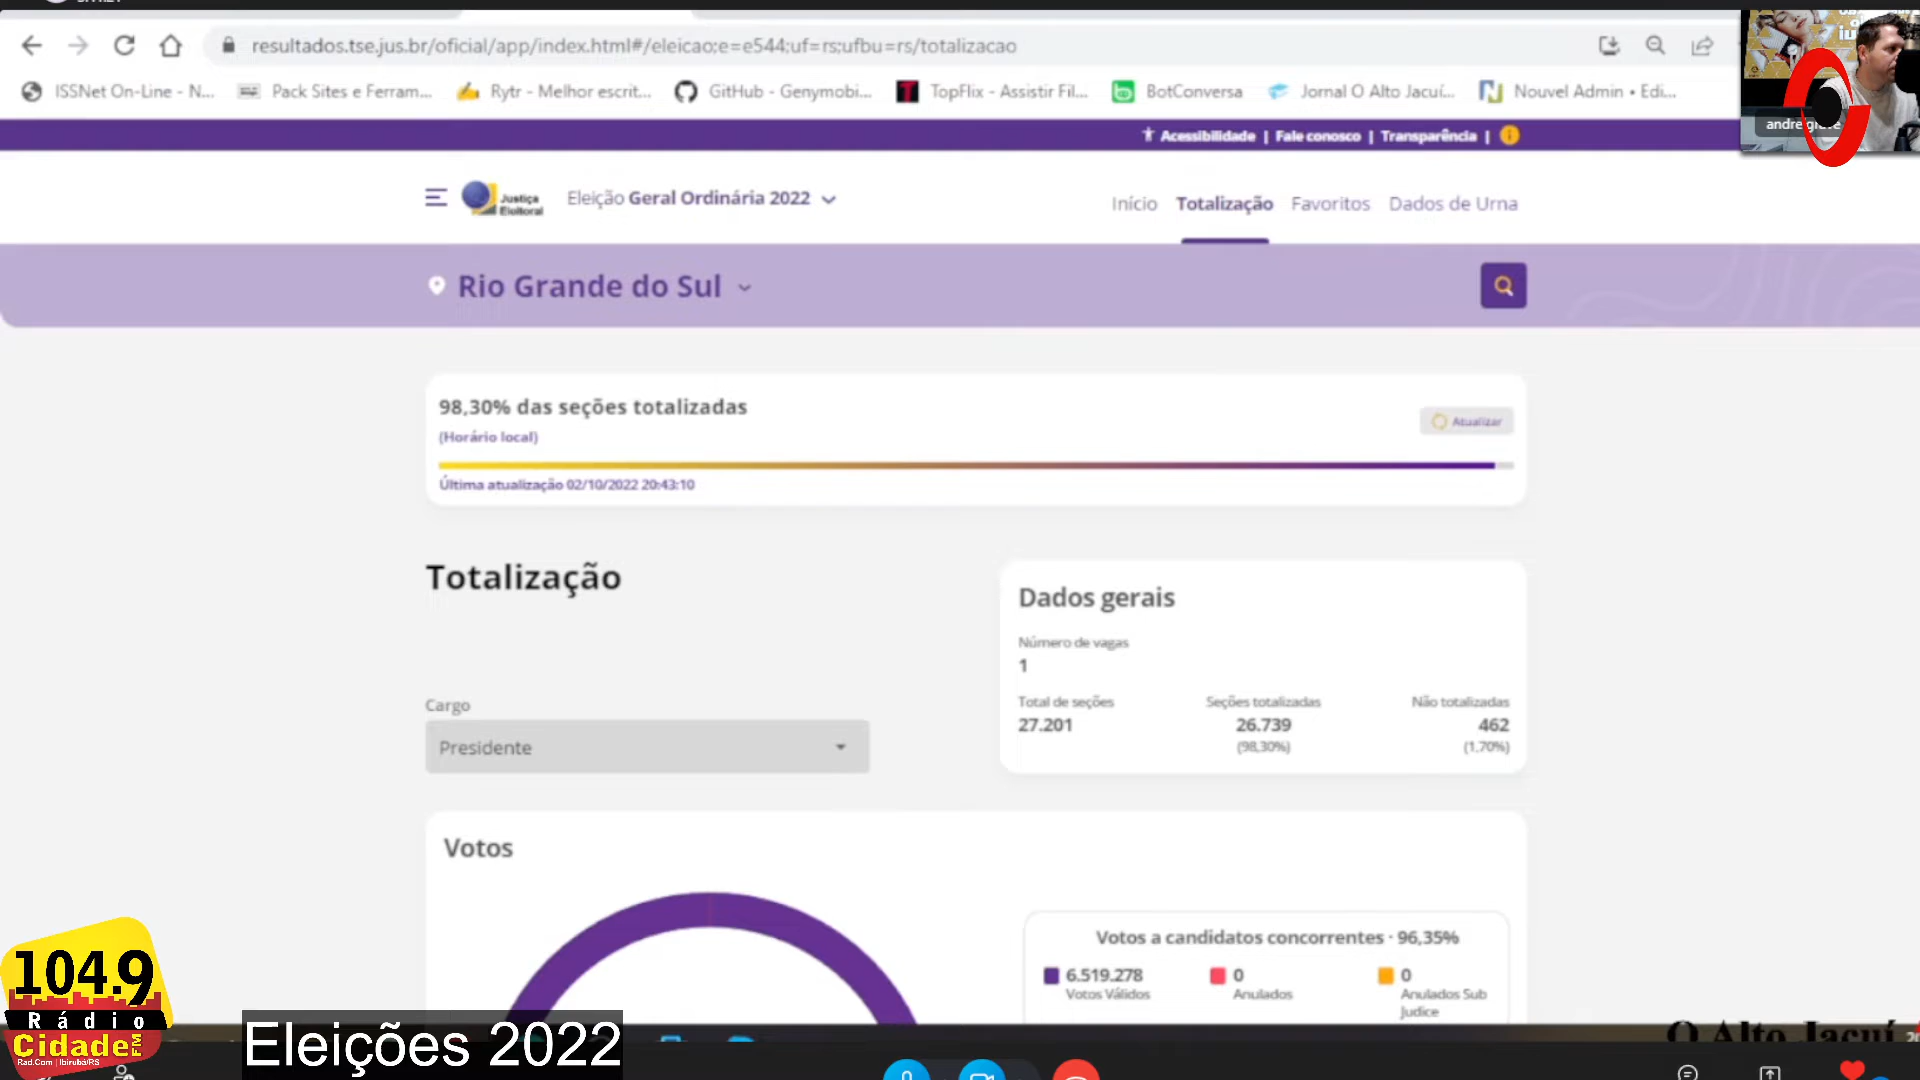 resultados.tse.jus.br/oficial/app/index.html#/eleicao;e=e544;uf=rs;ufbu=rs/totalizacao
ISSNet On-Line - N... Pack Sites e Ferram... Rytr - Melhor escrit... GitHub - Genymobi... TopFlix - Assistir Fil... BotConversa Jornal O Alto Jacuí... Nouvel Admin • Edi...
Acessibilidade | Fale conosco | Transparência |
Justiça
Eleitoral
Eleição Geral Ordinária 2022
Início Totalização Favoritos Dados de Urna
Rio Grande do Sul
98,30% das seções totalizadas
(Horário local)
Atualizar
Última atualização 02/10/2022 20:43:10
Totalização
Dados gerais
Número de vagas
1
Total de seções Seções totalizadas Não totalizadas
27.201 26.739 462
(98,30%) (1,70%)
Cargo
Presidente
Votos
Votos a candidatos concorrentes · 96,35%
6.519.278 0 0
Votos Válidos Anulados Anulados Sub
Judice
104.9
Rádio
Cidade FM
Rad.Com | Ibirubá/RS
Eleições 2022
O Alto Jacuí